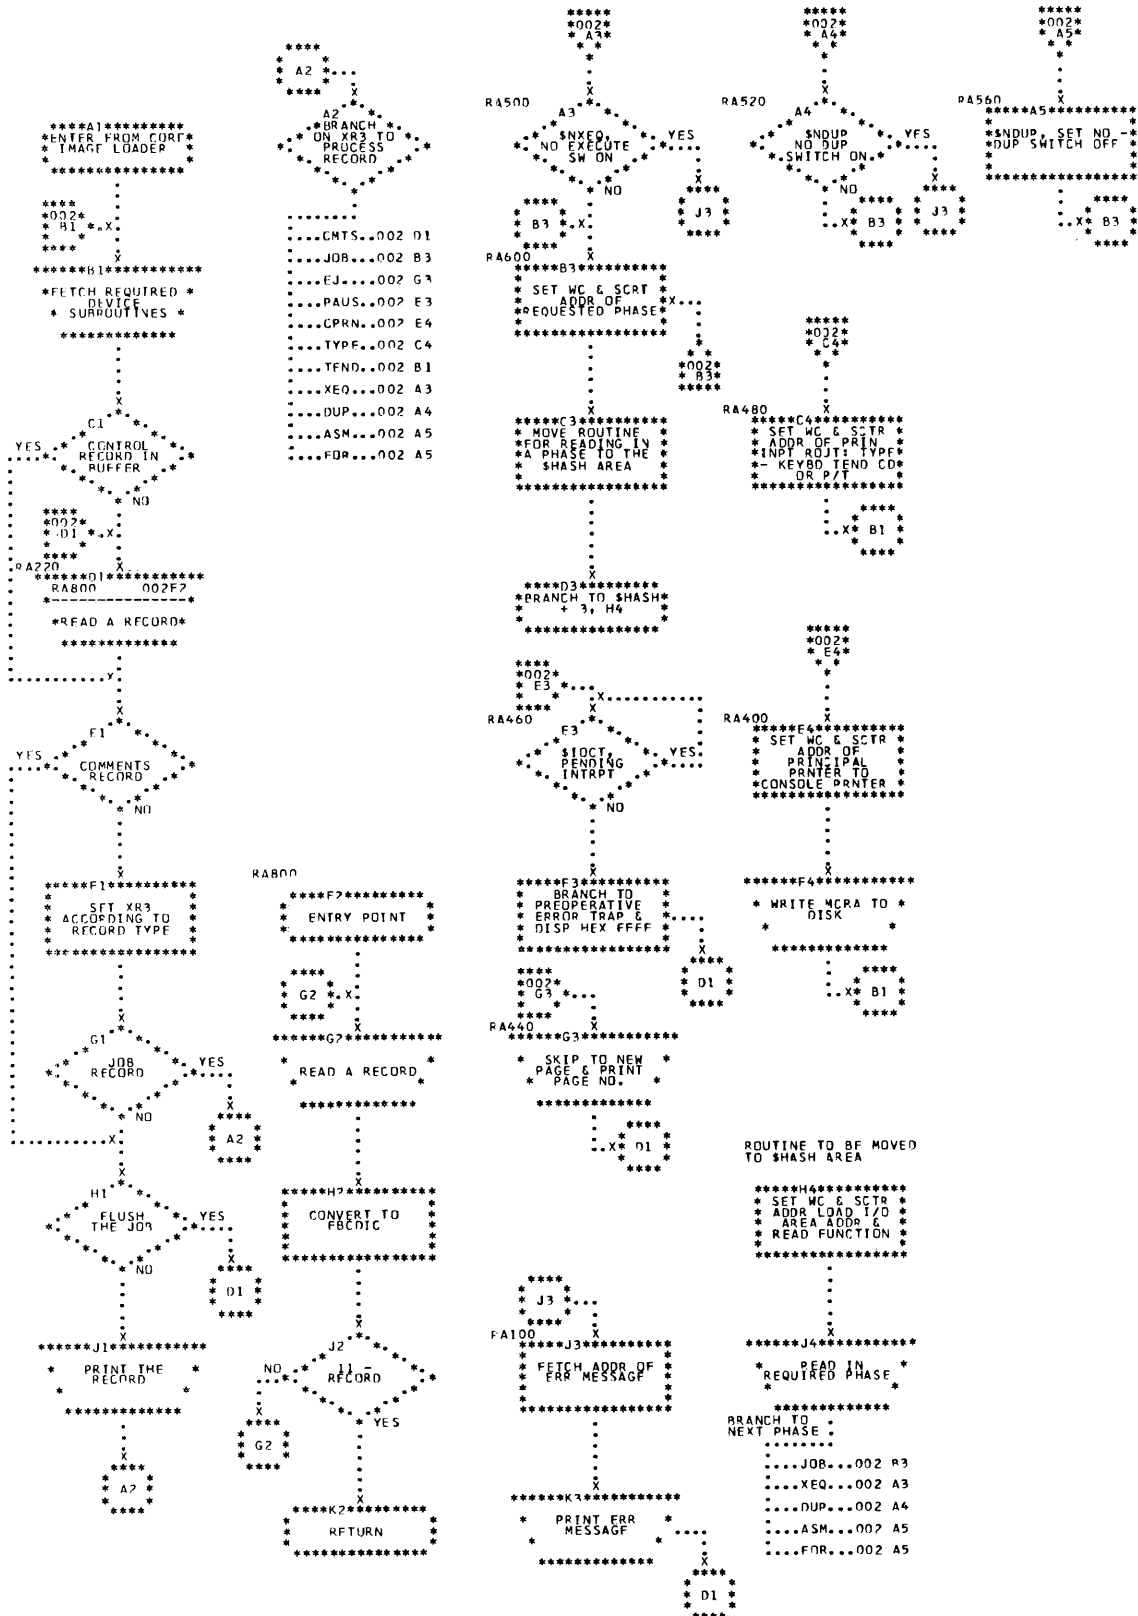 A1
ENTER FROM CORE
IMAGE LOADER
002
B1
B1
FETCH REQUIRED
DEVICE
SUBROUTINES
C1
YES
CONTROL
RECORD IN
BUFFER
NO
002
D1
RA220
D1
RA800 002F2
READ A RECORD
E1
YES
COMMENTS
RECORD
NO
F1
SET XR3
ACCORDING TO
RECORD TYPE
G1
JOB
RECORD
YES
NO
A2
H1
FLUSH
THE JOB
YES
NO
D1
J1
PRINT THE
RECORD
A2
A2
A2
BRANCH
ON XR3 TO
PROCESS
RECORD
....CMTS..002 D1
....JOB...002 B3
....EJ....002 G3
....PAUS..002 E3
....CPRN..002 E4
....TYPE..002 C4
....TEND..002 B1
....XEQ...002 A3
....DUP...002 A4
....ASM...002 A5
....FOR...002 A5
RA800
F2
ENTRY POINT
G2
G2
READ A RECORD
H2
CONVERT TO
EBCDIC
J2
NO
11 -
RECORD
YES
G2
K2
RETURN
002
A3
RA500
A3
$NXEQ,
NO EXECUTE
SW ON
YES
NO
J3
B3
RA600
B3
SET WC & SCRT
ADDR OF
REQUESTED PHASE
002
B3
C3
MOVE ROUTINE
FOR READING IN
A PHASE TO THE
$HASH AREA
D3
BRANCH TO $HASH
+ 3, H4
002
E3
RA460
E3
$IOCT,
PENDING
INTRPT
YES
NO
F3
BRANCH TO
PREOPERATIVE
ERROR TRAP &
DISP HEX FFFF
D1
002
G3
RA440
G3
SKIP TO NEW
PAGE & PRINT
PAGE NO.
D1
J3
RA100
J3
FETCH ADDR OF
ERR MESSAGE
K3
PRINT ERR
MESSAGE
D1
002
A4
RA520
A4
$NDUP
NO DUP
SWITCH ON
YES
NO
B3
J3
002
C4
RA480
C4
SET WC & SCTR
ADDR OF PRIN
INPT ROUT: TYPE
- KEYBD TEND CD
OR P/T
B1
002
E4
RA400
E4
SET WC & SCTR
ADDR OF
PRINCIPAL
PRNTER TO
CONSOLE PRNTER
F4
WRITE MCRA TO
DISK
B1
ROUTINE TO BE MOVED
TO $HASH AREA
H4
SET WC & SCTR
ADDR LOAD I/O
AREA ADDR &
READ FUNCTION
J4
READ IN
REQUIRED PHASE
BRANCH TO
NEXT PHASE
....JOB...002 B3
....XEQ...002 A3
....DUP...002 A4
....ASM...002 A5
....FOR...002 A5
002
A5
RA560
A5
$NDUP, SET NO -
DUP SWITCH OFF
B3